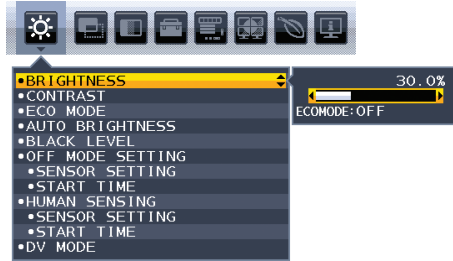 •BRIGHTNESS
30.0%
•CONTRAST
ECOMODE:OFF
•ECO MODE
•AUTO BRIGHTNESS
•BLACK LEVEL
•OFF MODE SETTING
•SENSOR SETTING
•START TIME
•HUMAN SENSING
•SENSOR SETTING
•START TIME
•DV MODE